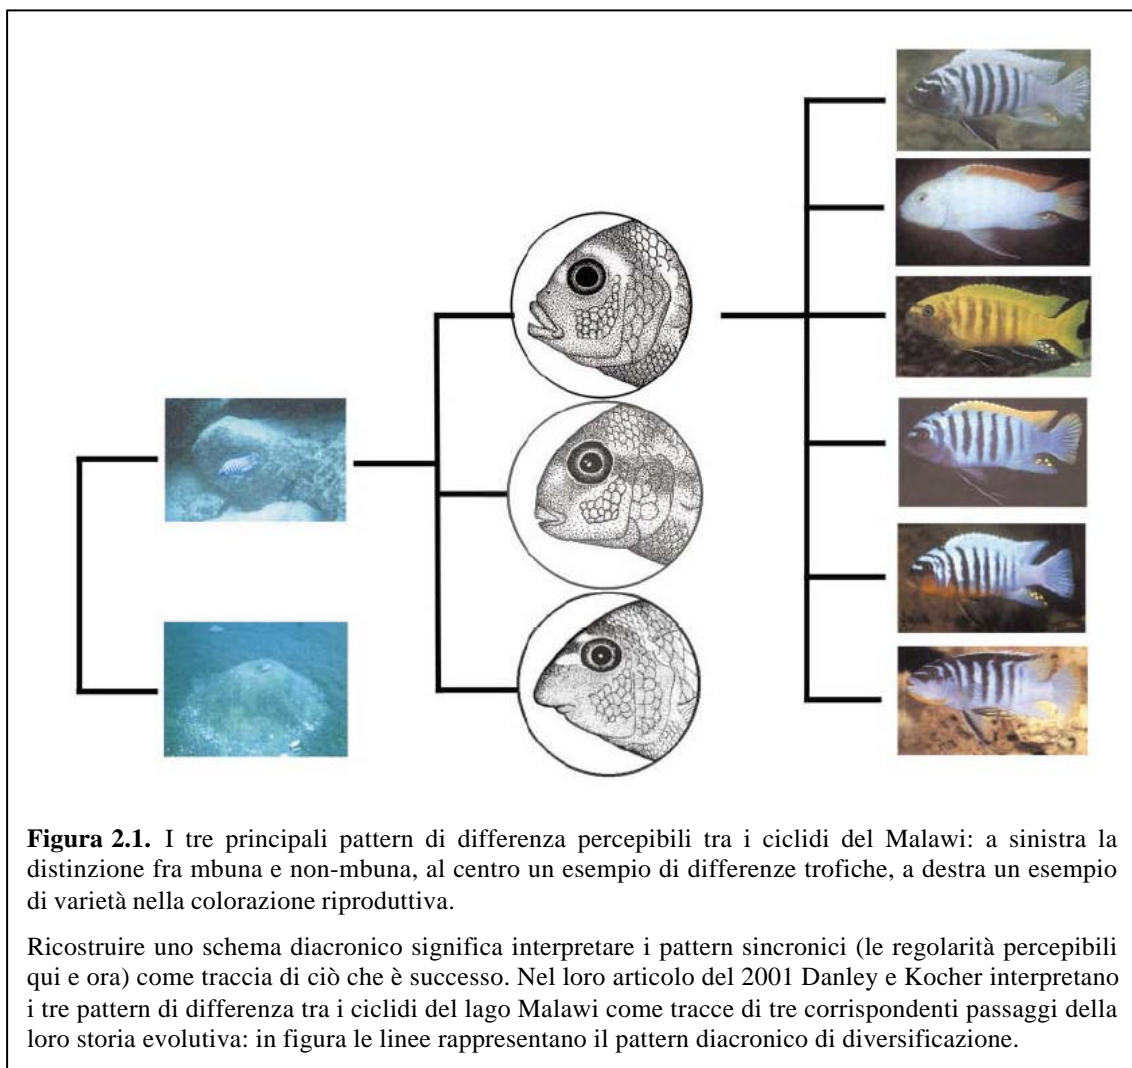 Figura 2.1. I tre principali pattern di differenza percepibili tra i ciclidi del Malawi: a sinistra la
distinzione fra mbuna e non-mbuna, al centro un esempio di differenze trofiche, a destra un esempio
di varietà nella colorazione riproduttiva.
Ricostruire uno schema diacronico significa interpretare i pattern sincronici (le regolarità percepibili
qui e ora) come traccia di ciò che è successo. Nel loro articolo del 2001 Danley e Kocher interpretano
i tre pattern di differenza tra i ciclidi del lago Malawi come tracce di tre corrispondenti passaggi della
loro storia evolutiva: in figura le linee rappresentano il pattern diacronico di diversificazione.